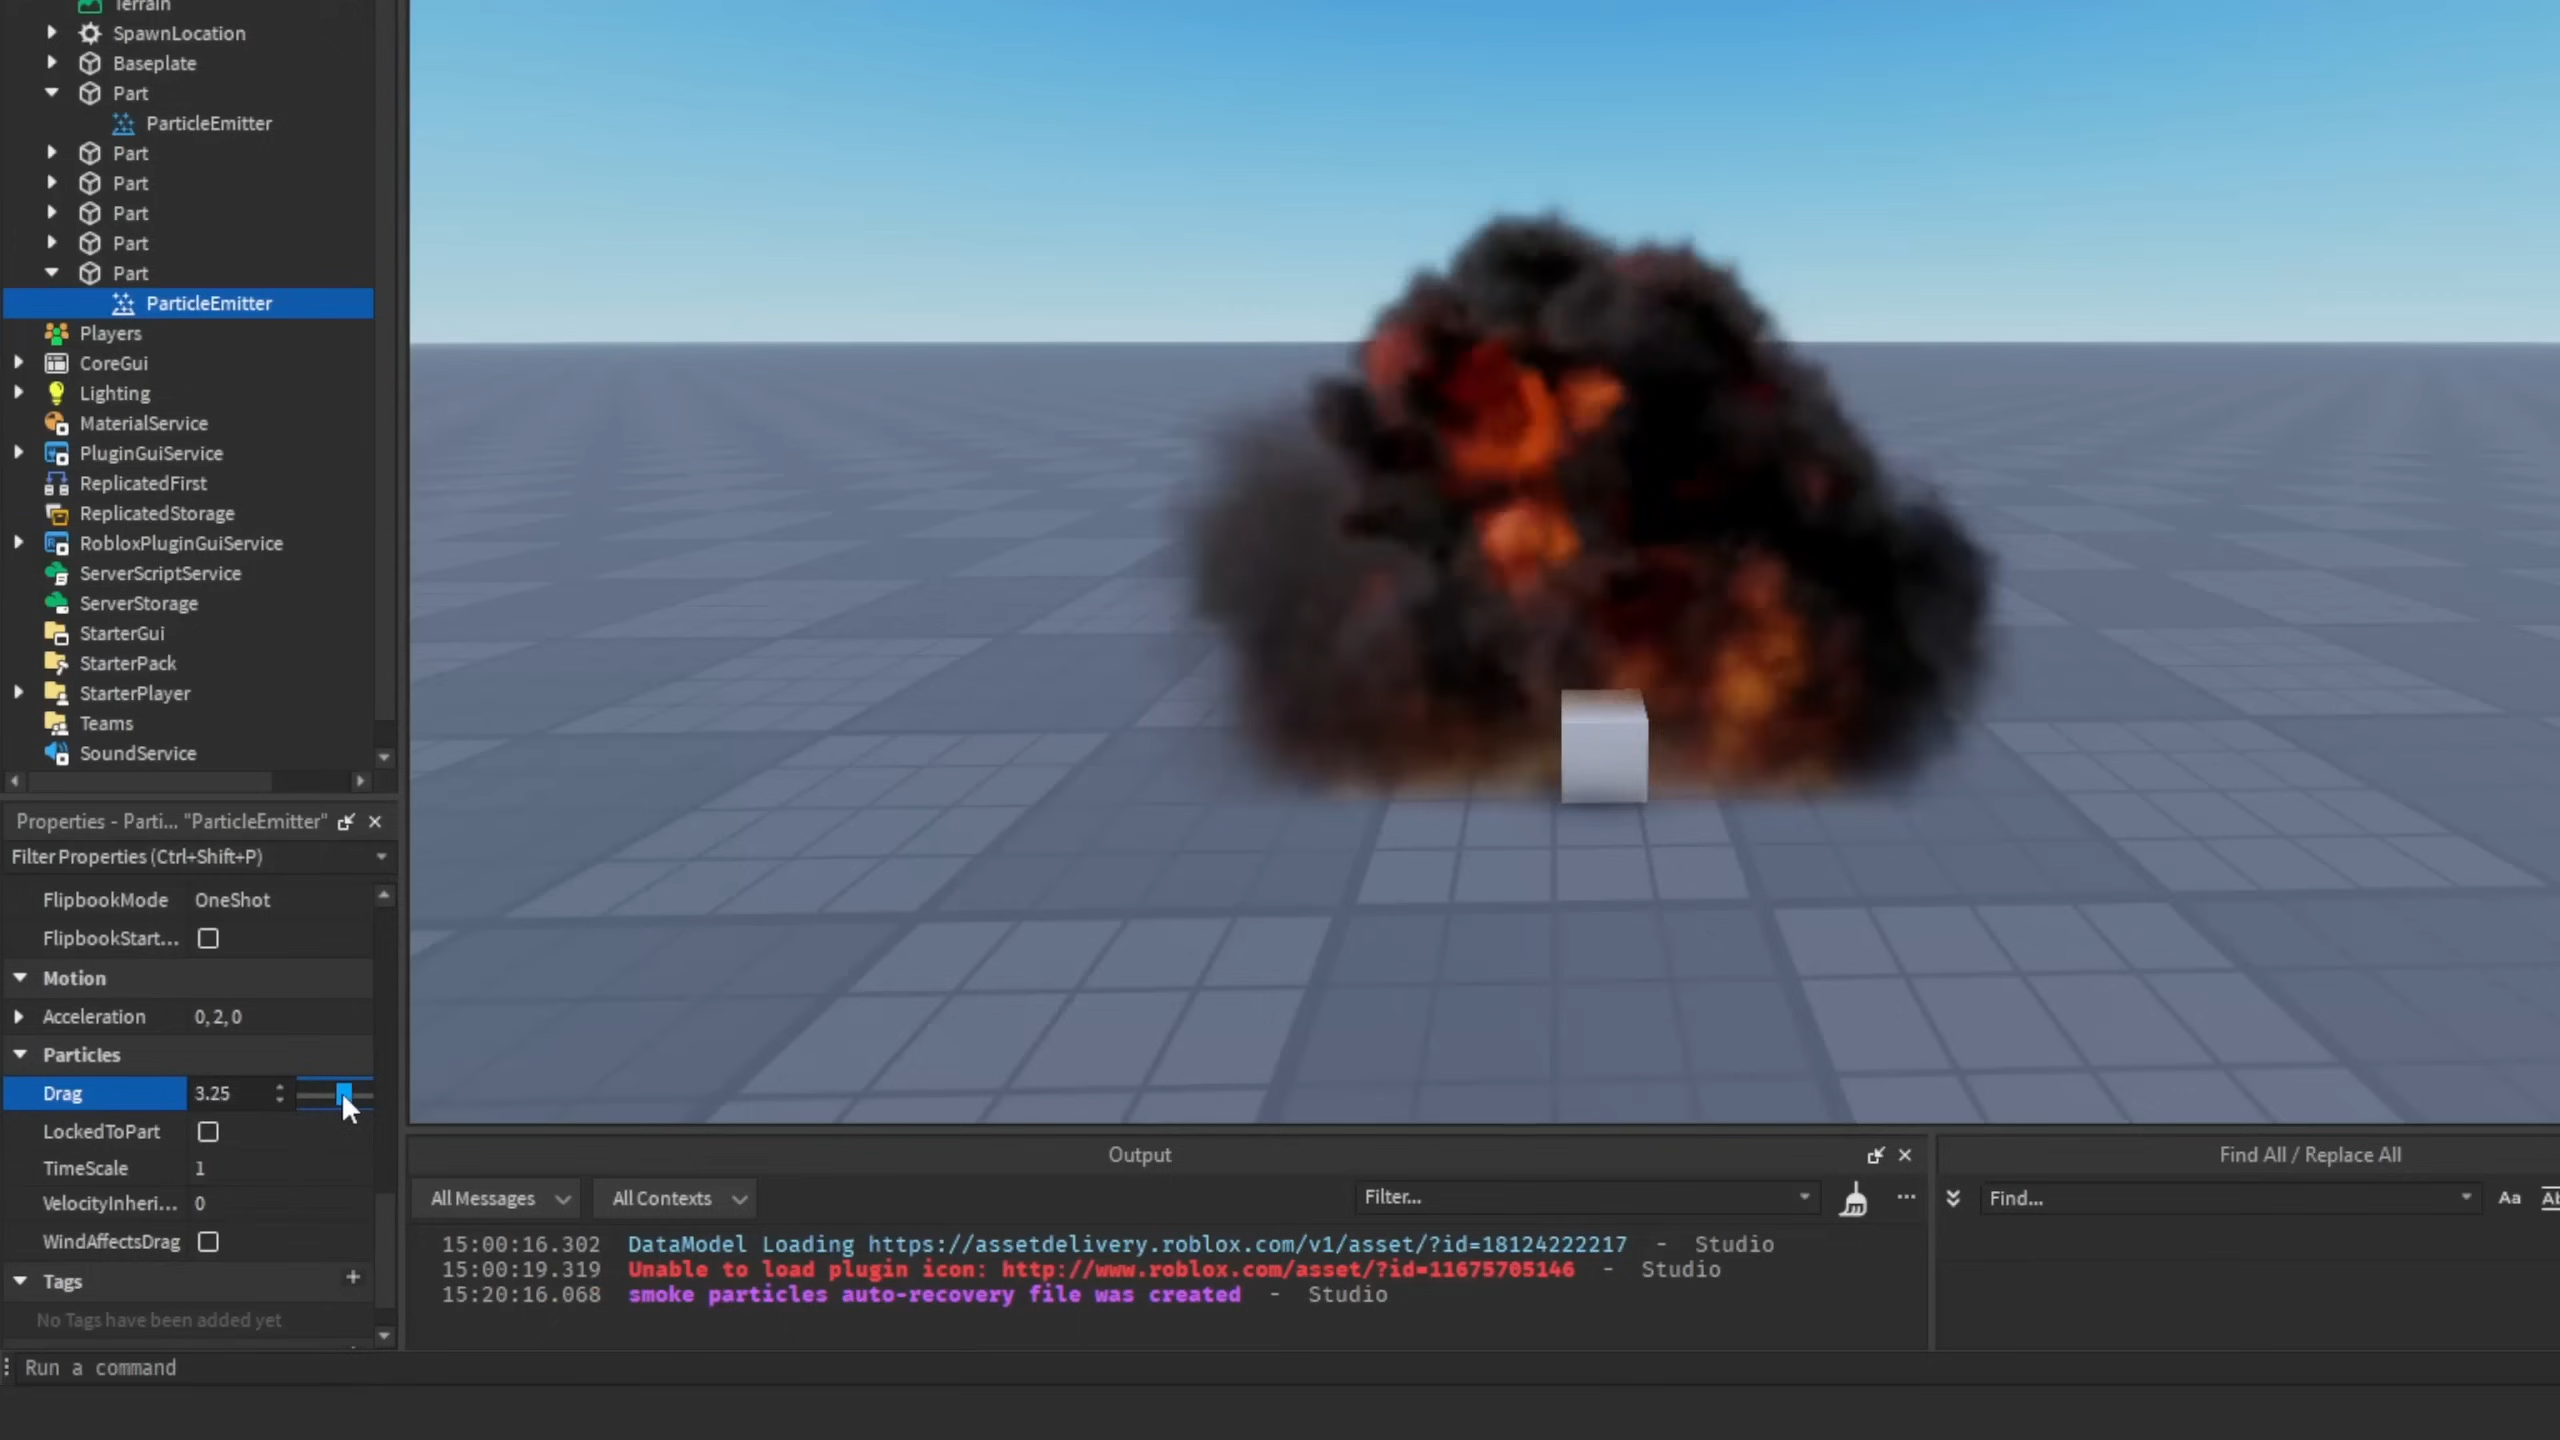 Terrain
SpawnLocation
Baseplate
Part
ParticleEmitter
Part
Part
Part
Part
Part
ParticleEmitter
Players
CoreGui
Lighting
MaterialService
PluginGuiService
ReplicatedFirst
ReplicatedStorage
RobloxPluginGuiService
ServerScriptService
ServerStorage
StarterGui
StarterPack
StarterPlayer
Teams
SoundService
Properties - Parti... "ParticleEmitter"
Filter Properties (Ctrl+Shift+P)
FlipbookMode OneShot
FlipbookStart...
Motion
Acceleration 0, 2, 0
Particles
Drag 3.25
LockedToPart
TimeScale 1
VelocityInheri... 0
WindAffectsDrag
Tags +
No Tags have been added yet
Output
All Messages All Contexts Filter... ...
15:00:16.302 DataModel Loading https://assetdelivery.roblox.com/v1/asset/?id=18124222217 - Studio
15:00:19.319 Unable to load plugin icon: http://www.roblox.com/asset/?id=11675705146 - Studio
15:20:16.068 smoke particles auto-recovery file was created - Studio
Find All / Replace All
Find... Aa
Run a command